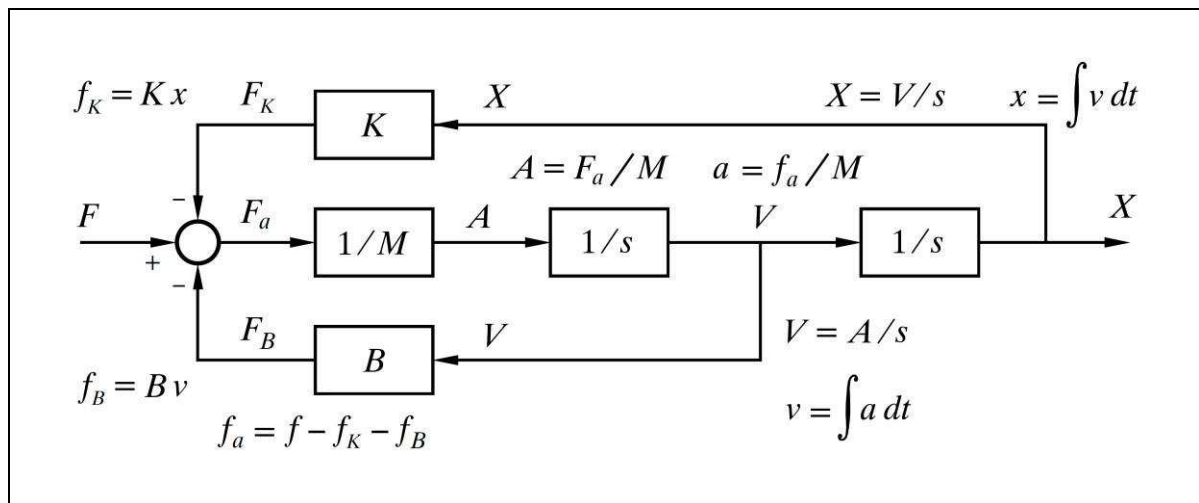 f_K = K x F_K K X X = V/s x = ∫ v dt
A = F_a / M a = f_a / M
F − + − F_a 1/M A 1/s V 1/s X
F_B B V V = A/s
f_B = B v v = ∫ a dt
f_a = f − f_K − f_B